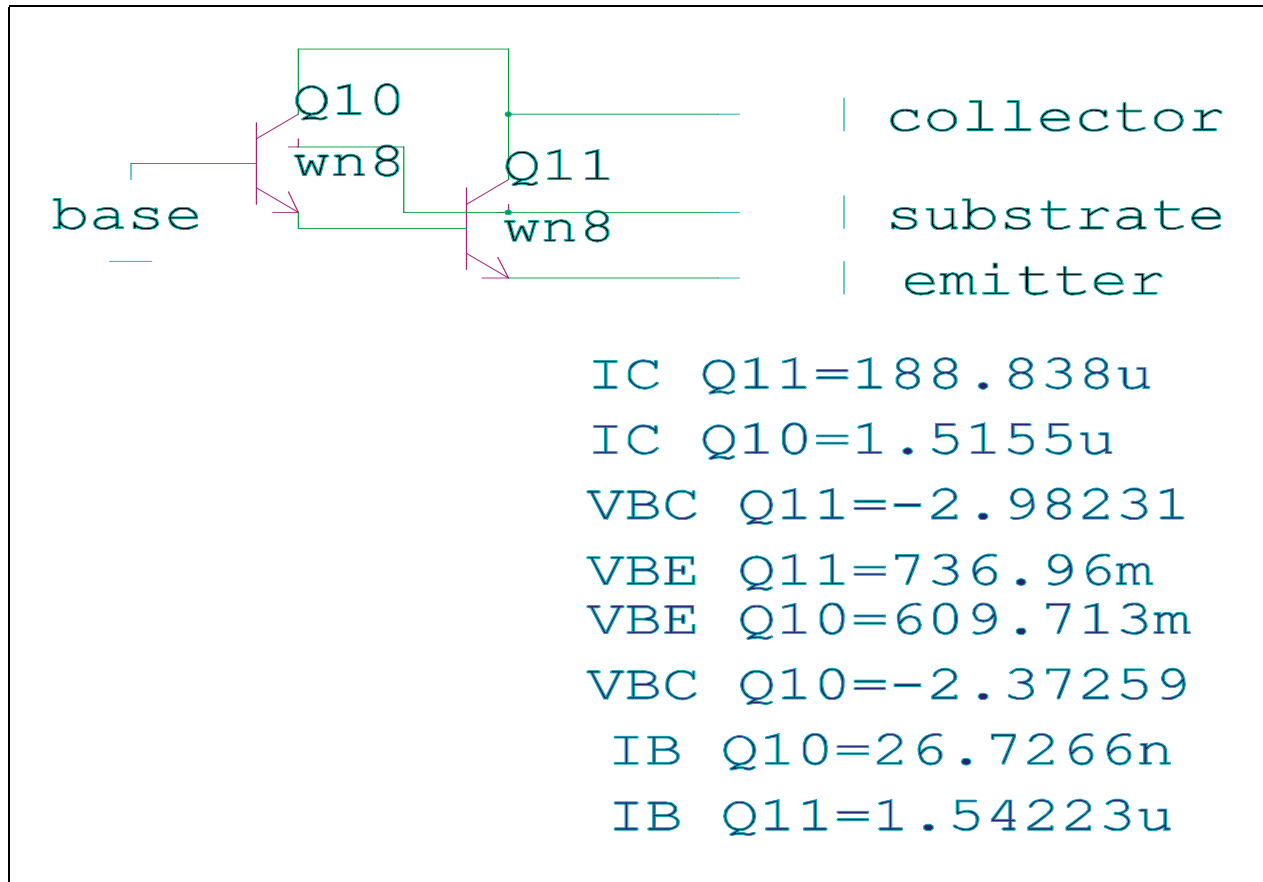 Q10
wn8
Q11
wn8
base
collector
substrate
emitter
IC Q11=188.838u
IC Q10=1.5155u
VBC Q11=-2.98231
VBE Q11=736.96m
VBE Q10=609.713m
VBC Q10=-2.37259
IB Q10=26.7266n
IB Q11=1.54223u